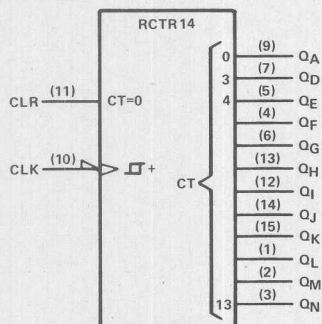 RCTR14
0 (9) QA
3 (7) QD
4 (5) QE
(4) QF
(6) QG
(11)
CLR CT=0
(10)
CLK +
CT
(13) QH
(12) QI
(14) QJ
(15) QK
(1) QL
(2) QM
13 (3) QN